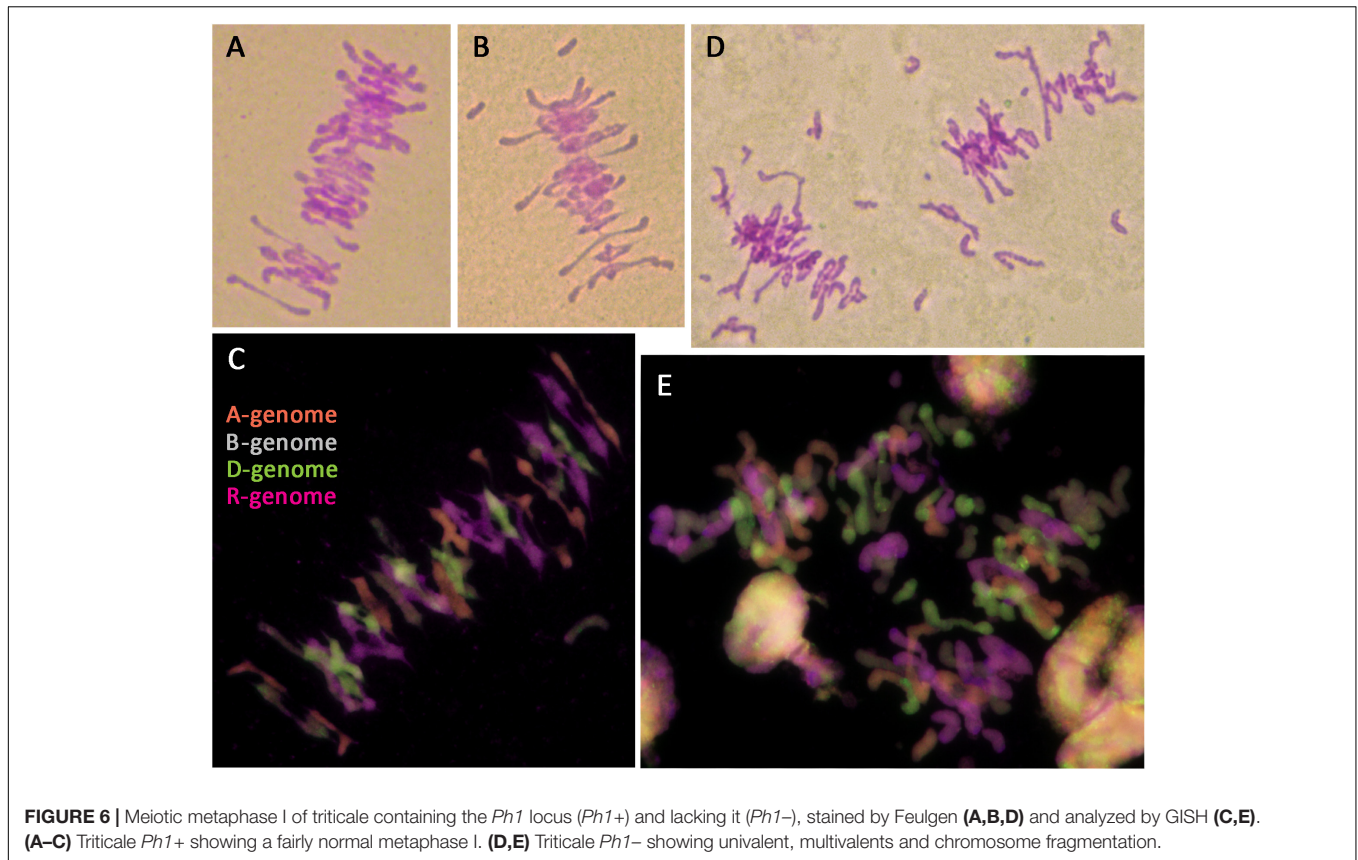 A
B
D
C
A-genome
B-genome
D-genome
R-genome
E
FIGURE 6 | Meiotic metaphase I of triticale containing the Ph1 locus (Ph1+) and lacking it (Ph1–), stained by Feulgen (A,B,D) and analyzed by GISH (C,E).
(A–C) Triticale Ph1+ showing a fairly normal metaphase I. (D,E) Triticale Ph1– showing univalent, multivalents and chromosome fragmentation.